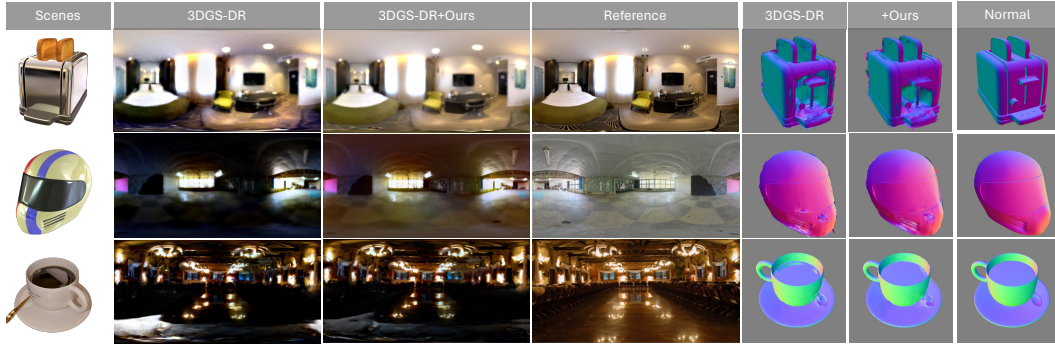 Scenes
3DGS-DR
3DGS-DR+Ours
Reference
3DGS-DR
+Ours
Normal